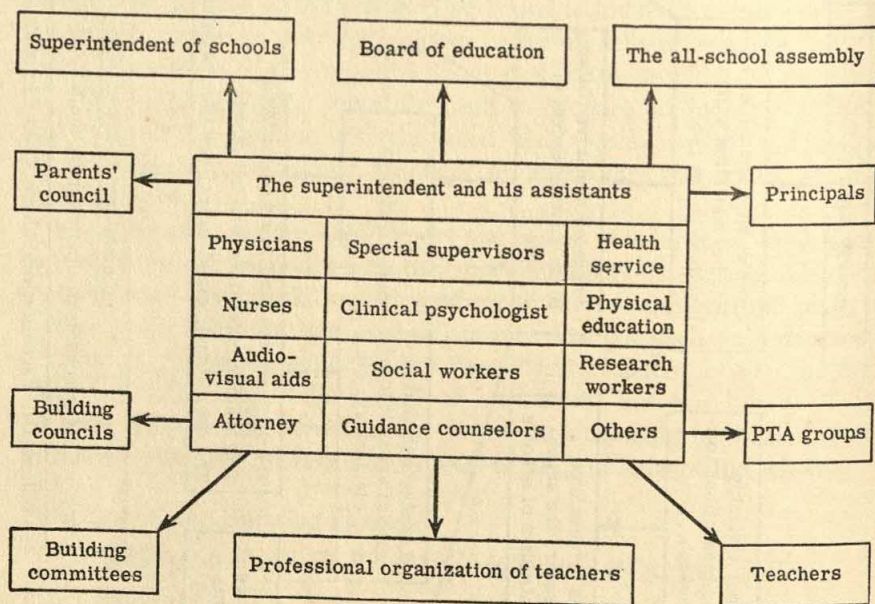 Superintendent of schools
Board of education
The all-school assembly
Parents'
council
The superintendent and his assistants
Principals
Physicians
Special supervisors
Health
service
Nurses
Clinical psychologist
Physical
education
Audio-
visual aids
Social workers
Research
workers
Building
councils
Attorney
Guidance counselors
Others
PTA groups
Building
committees
Professional organization of teachers
Teachers